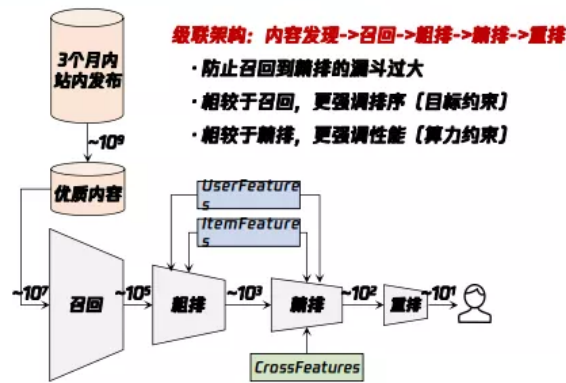 级联架构：内容发现->召回->粗排->精排->重排
·防止召回到精排的漏斗过大
·相较于召回，更强调排序（目标约束）
·相较于精排，更强调性能（算力约束）
3个月内
站内发布
~10⁹
优质内容
UserFeature
s
ItemFeature
s
~10⁷
召回
~10⁵
粗排
~10³
精排
~10²
重排
~10¹
CrossFeatures